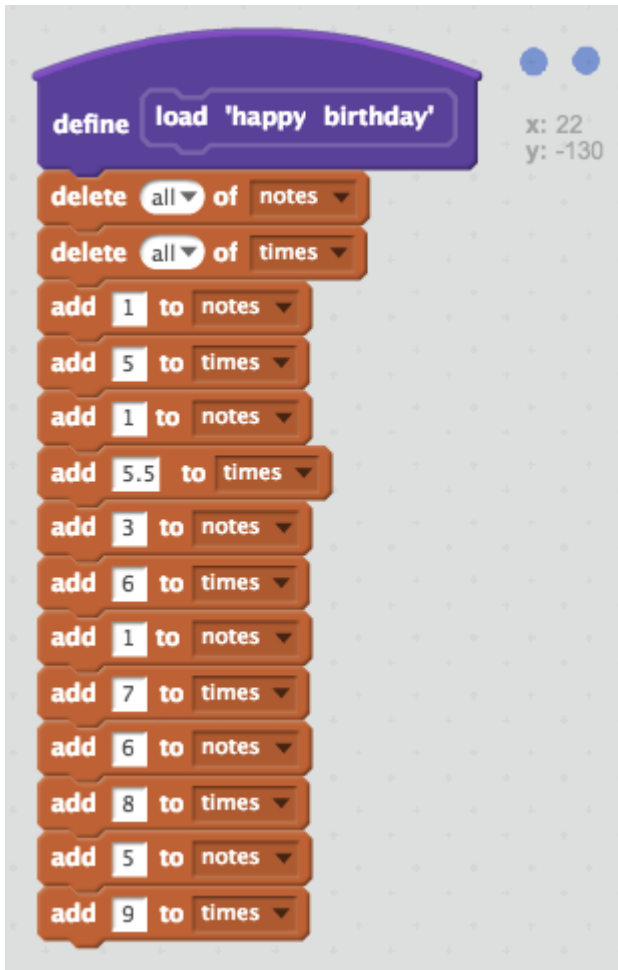 define load 'happy birthday'
x: 22
y: -130
delete all of notes
delete all of times
add 1 to notes
add 5 to times
add 1 to notes
add 5.5 to times
add 3 to notes
add 6 to times
add 1 to notes
add 7 to times
add 6 to notes
add 8 to times
add 5 to notes
add 9 to times